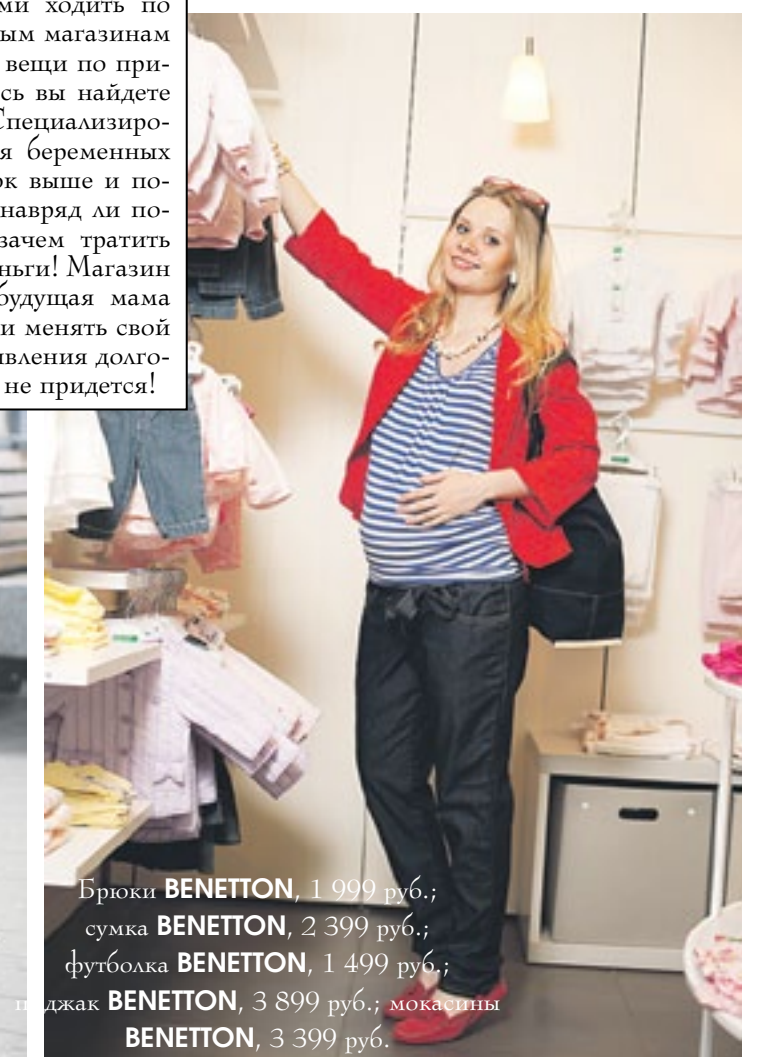 ми ходить по
ым магазинам
вещи по при-
сь вы найдете
Специализиро-
я беременных
ок выше и по-
навряд ли по-
зачем тратить
ньги! Магазин
будущая мама
и менять свой
вления долго-
не придется!
Брюки BENETTON, 1 999 руб.;
сумка BENETTON, 2 399 руб.;
футболка BENETTON, 1 499 руб.;
пиджак BENETTON, 3 899 руб.; мокасины
BENETTON, 3 399 руб.